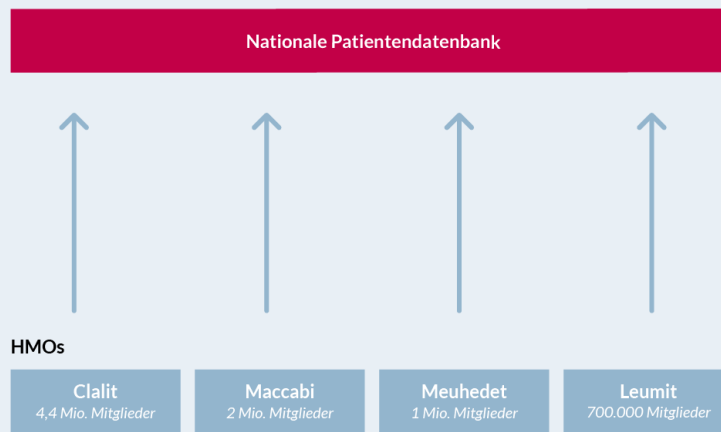 Nationale Patientendatenbank
HMOs
Clalit
4,4 Mio. Mitglieder
Maccabi
2 Mio. Mitglieder
Meuhedet
1 Mio. Mitglieder
Leumit
700.000 Mitglieder